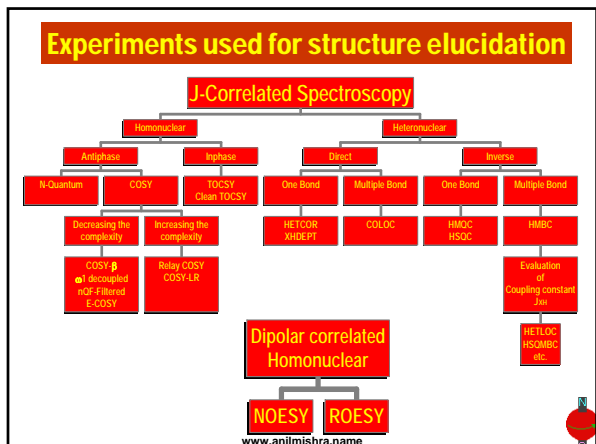 Experiments used for structure elucidation
J-Correlated Spectroscopy
Homonuclear
Heteronuclear
Antiphase
Inphase
Direct
Inverse
N-Quantum
COSY
TOCSY
Clean TOCSY
One Bond
Multiple Bond
One Bond
Multiple Bond
Decreasing the
complexity
Increasing the
complexity
HETCOR
XHDEPT
COLOC
HMQC
HSQC
HMBC
COSY-β
ω1 decoupled
nQF-Filtered
E-COSY
Relay COSY
COSY-LR
Evaluation
of
Coupling constant
JXH
HETLOC
HSQMBC
etc.
Dipolar correlated
Homonuclear
NOESY
ROESY
www.anilmishra.name
N